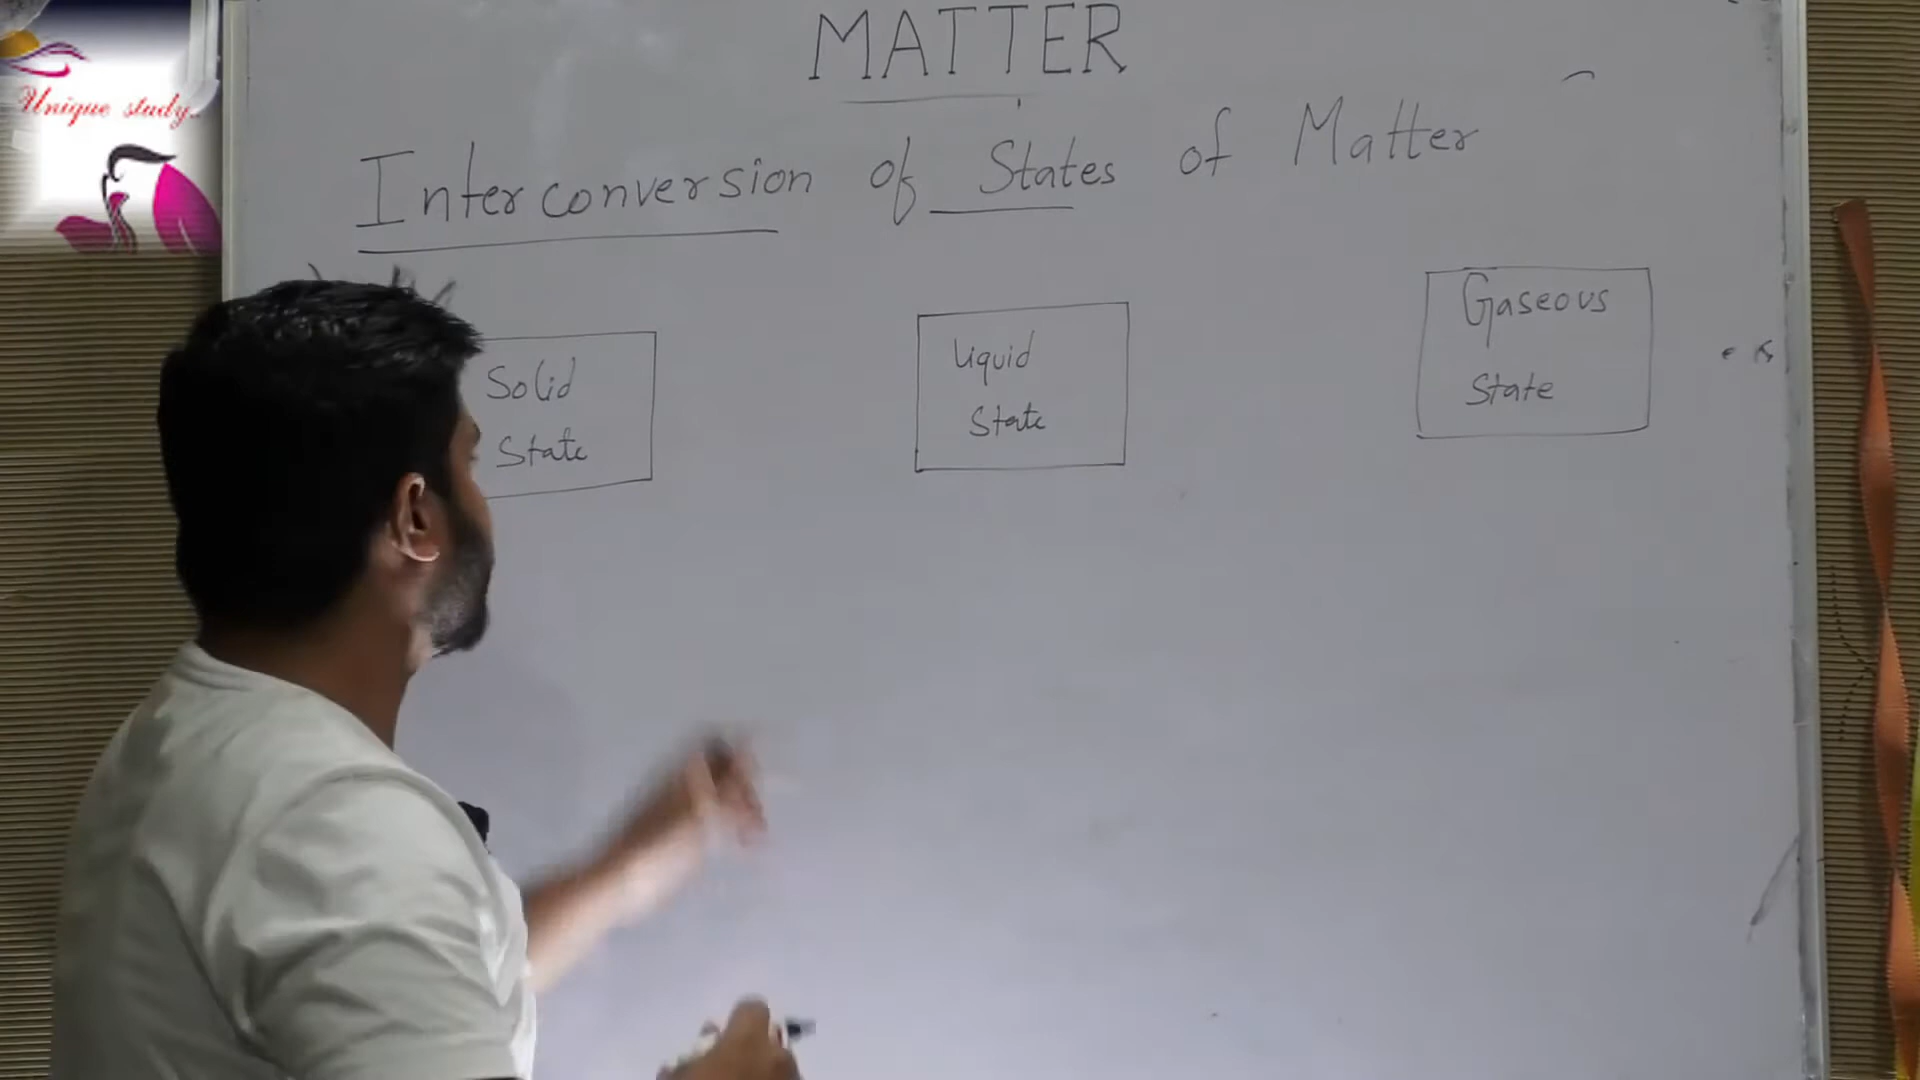 Unique study
MATTER
Interconversion of States of Matter
Solid
State
Liquid
State
Gaseous
State